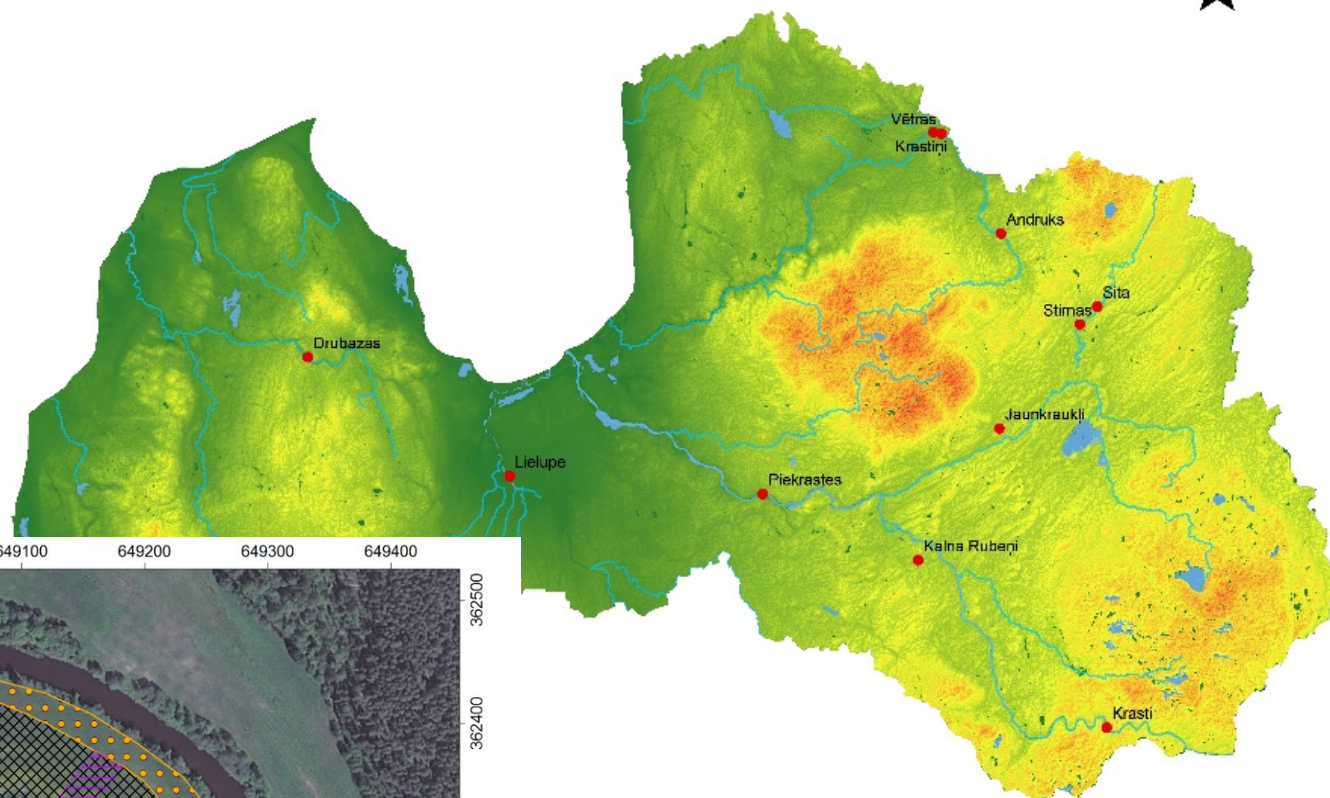 Vētras
Krastiņi
Andruks
Sita
Stirnas
Drubazas
Jaunkraukli
Lielupe
Piekrastes
Kalna Rubeņi
Krasti
649100 649200 649300 649400
362500
362400